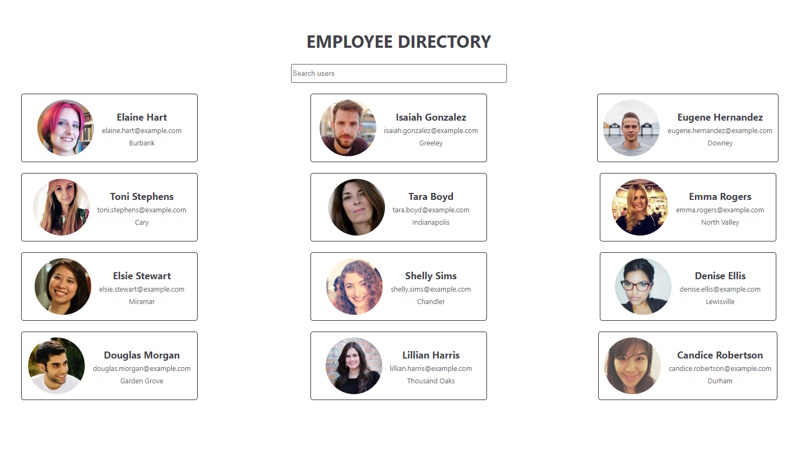 EMPLOYEE DIRECTORY
Search users
Elaine Hart
elaine.hart@example.com
Burbank
Isaiah Gonzalez
isaiah.gonzalez@example.com
Greeley
Eugene Hernandez
eugene.hernandez@example.com
Downey
Toni Stephens
toni.stephens@example.com
Cary
Tara Boyd
tara.boyd@example.com
Indianapolis
Emma Rogers
emma.rogers@example.com
North Valley
Elsie Stewart
elsie.stewart@example.com
Miramar
Shelly Sims
shelly.sims@example.com
Chandler
Denise Ellis
denise.ellis@example.com
Lewisville
Douglas Morgan
douglas.morgan@example.com
Garden Grove
Lillian Harris
lillian.harris@example.com
Thousand Oaks
Candice Robertson
candice.robertson@example.com
Durham